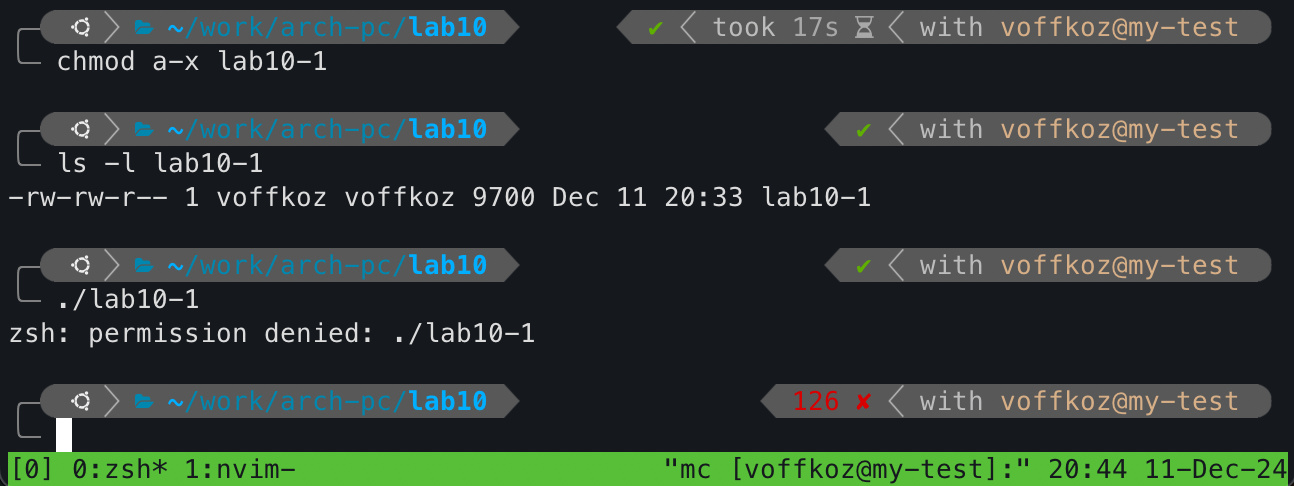 ~/work/arch-pc/lab10 ✔ took 17s with voffkoz@my-test
chmod a-x lab10-1
~/work/arch-pc/lab10 ✔ with voffkoz@my-test
ls -l lab10-1
-rw-rw-r-- 1 voffkoz voffkoz 9700 Dec 11 20:33 lab10-1
~/work/arch-pc/lab10 ✔ with voffkoz@my-test
./lab10-1
zsh: permission denied: ./lab10-1
~/work/arch-pc/lab10 126 ✘ with voffkoz@my-test
[0] 0:zsh* 1:nvim- "mc [voffkoz@my-test]:" 20:44 11-Dec-24